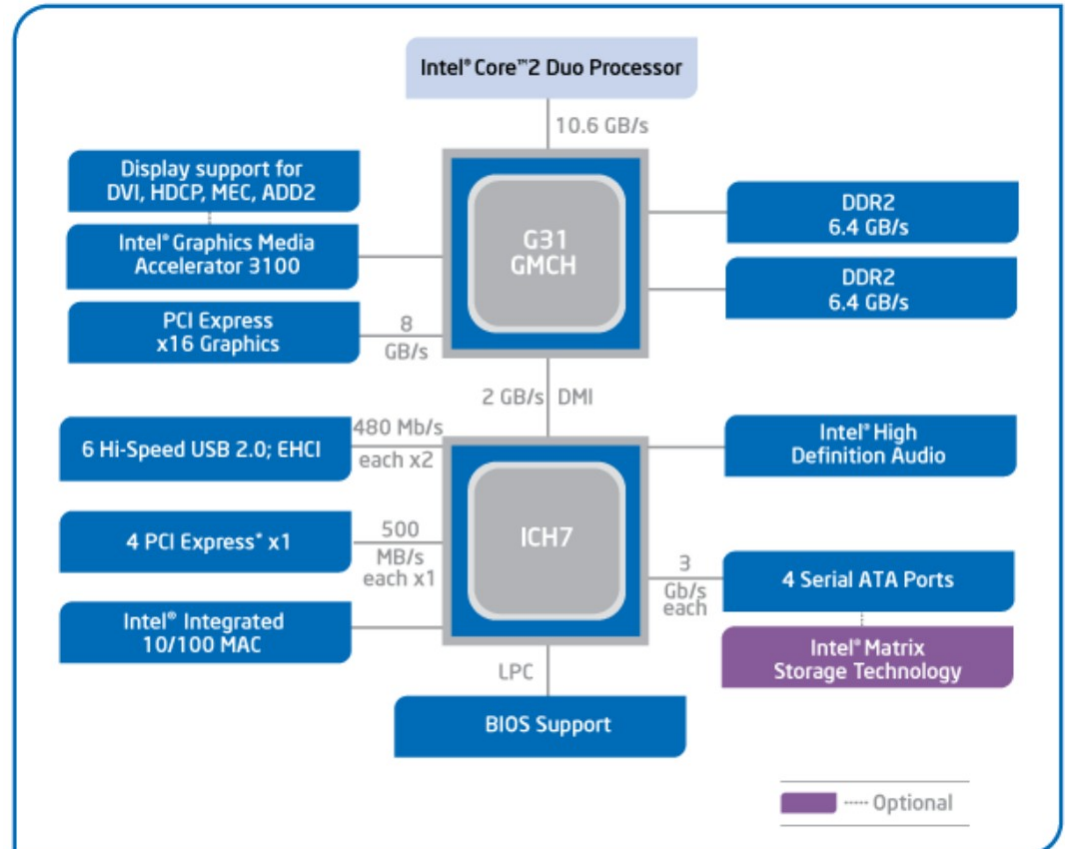 Intel® Core™2 Duo Processor
10.6 GB/s
Display support for
DVI, HDCP, MEC, ADD2
Intel® Graphics Media
Accelerator 3100
PCI Express
x16 Graphics
8
GB/s
G31
GMCH
DDR2
6.4 GB/s
DDR2
6.4 GB/s
2 GB/s DMI
6 Hi-Speed USB 2.0; EHCI
480 Mb/s
each x2
4 PCI Express* x1
500
MB/s
each x1
Intel® Integrated
10/100 MAC
ICH7
Intel® High
Definition Audio
3
Gb/s
each
4 Serial ATA Ports
Intel® Matrix
Storage Technology
LPC
BIOS Support
Optional